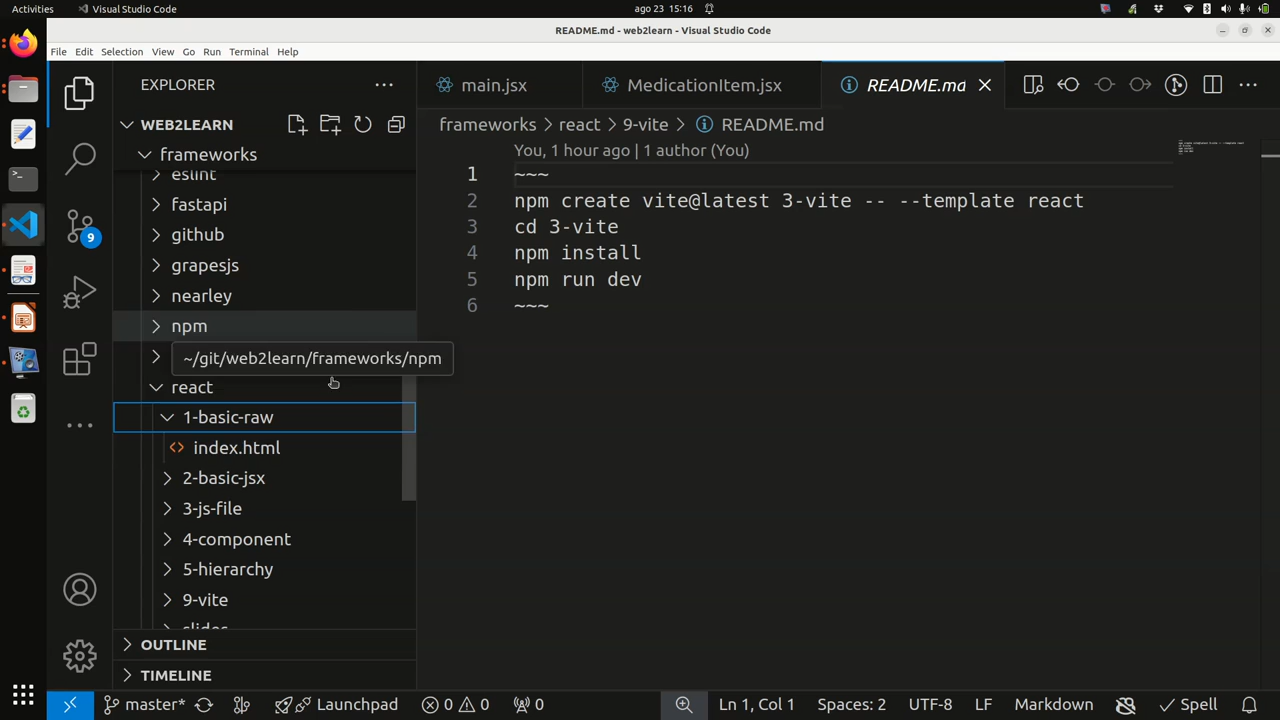 Activities
Visual Studio Code
ago 23 15:16
README.md - web2learn - Visual Studio Code
File Edit Selection View Go Run Terminal Help
EXPLORER
main.jsx
MedicationItem.jsx
README.md
WEB2LEARN
frameworks > react > 9-vite > README.md
You, 1 hour ago | 1 author (You)
frameworks
eslint
fastapi
github
9
grapesjs
nearley
npm
~/git/web2learn/frameworks/npm
react
1-basic-raw
index.html
2-basic-jsx
3-js-file
4-component
5-hierarchy
9-vite
slides
OUTLINE
TIMELINE
1 ~~~
2 npm create vite@latest 3-vite -- --template react
3 cd 3-vite
4 npm install
5 npm run dev
6 ~~~
master*
Launchpad
0
0
0
Ln 1, Col 1
Spaces: 2
UTF-8
LF
Markdown
Spell